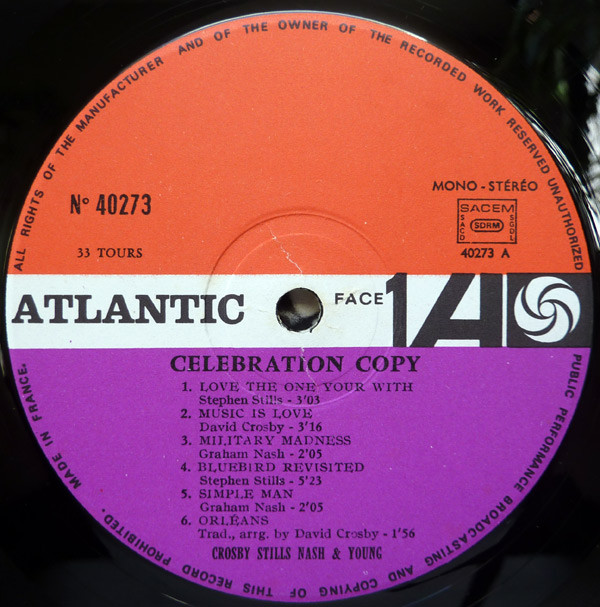 ALL RIGHTS OF THE MANUFACTURER AND OF THE OWNER OF THE RECORDED WORK RESERVED UNAUTHORIZED
PUBLIC PERFORMANCE BROADCASTING AND COPYING OF THIS RECORD PROHIBITED. MADE IN FRANCE.
N° 40273
MONO - STÉRÉO
SACEM
SACD
SDRM
SGDL
33 TOURS
40273 A
ATLANTIC
FACE 1
A
CELEBRATION COPY
1. LOVE THE ONE YOUR WITH
Stephen Stills - 3'03
2. MUSIC IS LOVE
David Crosby - 3'16
3. MILITARY MADNESS
Graham Nash - 2'05
4. BLUEBIRD REVISITED
Stephen Stills - 5'23
5. SIMPLE MAN
Graham Nash - 2'05
6. ORLÉANS
Trad., arrg. by David Crosby - 1'56
CROSBY STILLS NASH & YOUNG